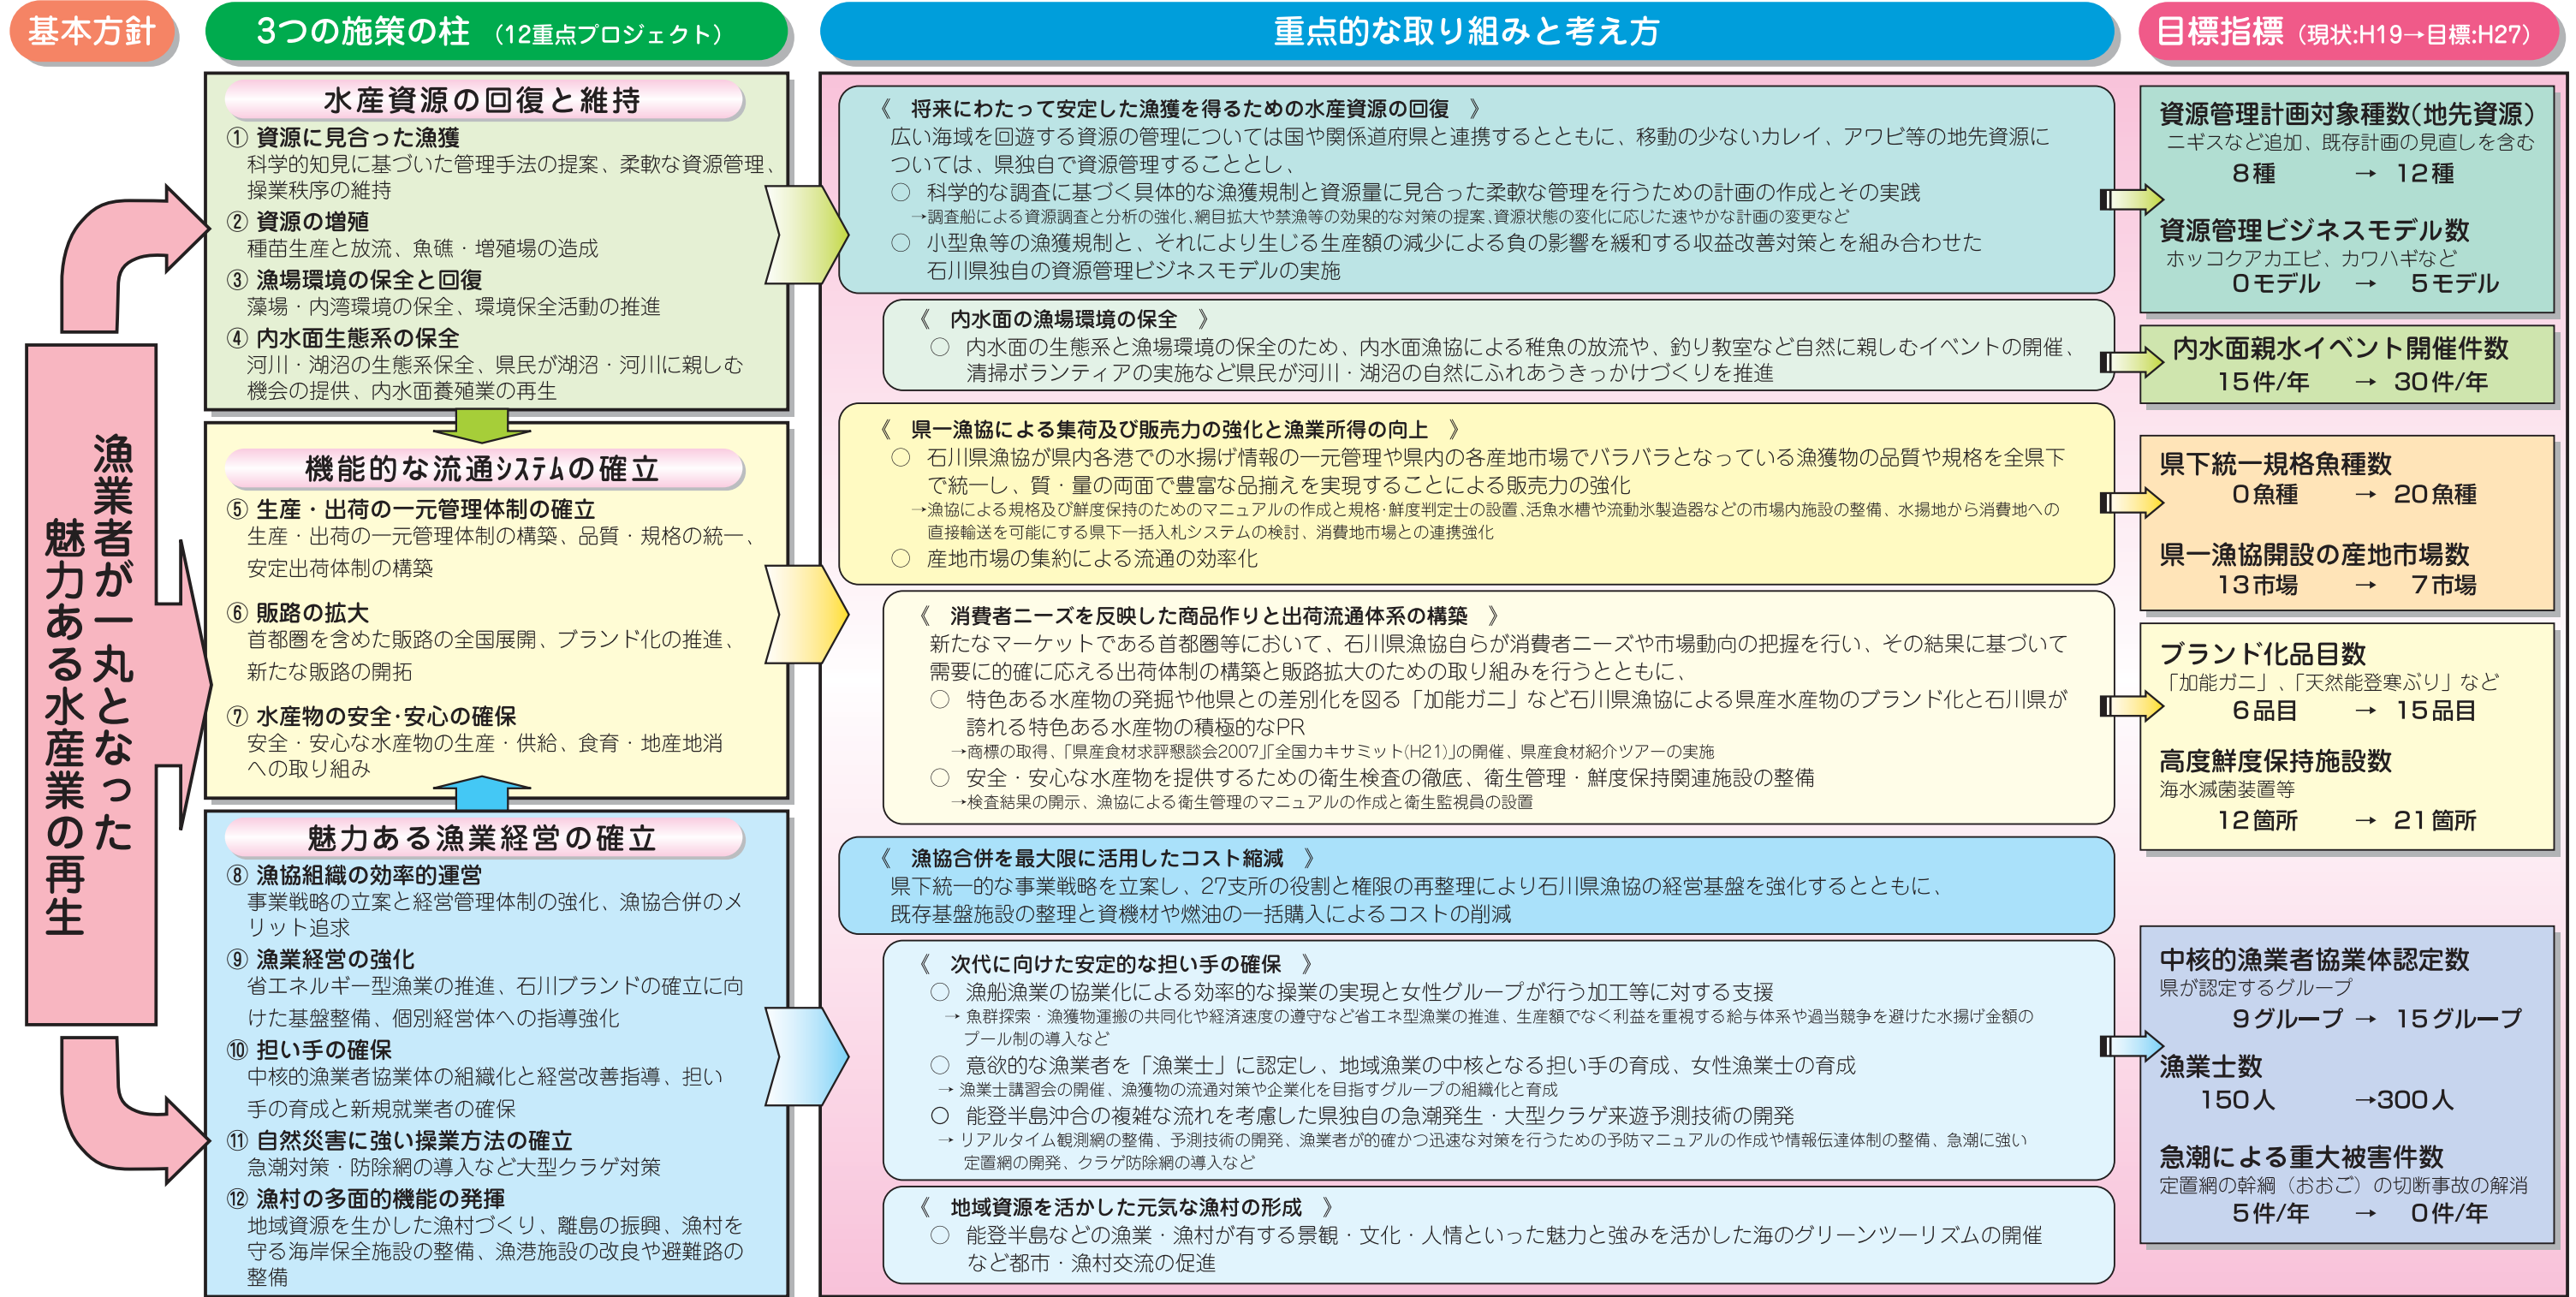 基本方針
3つの施策の柱 （12重点プロジェクト）
重点的な取り組みと考え方
目標指標（現状:H19→目標:H27）
漁業者が一丸となった
魅力ある水産業の再生
水産資源の回復と維持
① 資源に見合った漁獲
科学的知見に基づいた管理手法の提案、柔軟な資源管理、
操業秩序の維持
② 資源の増殖
種苗生産と放流、魚礁・増殖場の造成
③ 漁場環境の保全と回復
藻場・内湾環境の保全、環境保全活動の推進
④ 内水面生態系の保全
河川・湖沼の生態系保全、県民が湖沼・河川に親しむ
機会の提供、内水面養殖業の再生
機能的な流通システムの確立
⑤ 生産・出荷の一元管理体制の確立
生産・出荷の一元管理体制の構築、品質・規格の統一、
安定出荷体制の構築
⑥ 販路の拡大
首都圏を含めた販路の全国展開、ブランド化の推進、
新たな販路の開拓
⑦ 水産物の安全・安心の確保
安全・安心な水産物の生産・供給、食育・地産地消
への取り組み
魅力ある漁業経営の確立
⑧ 漁協組織の効率的運営
事業戦略の立案と経営管理体制の強化、漁協合併のメ
リット追求
⑨ 漁業経営の強化
省エネルギー型漁業の推進、石川ブランドの確立に向
けた基盤整備、個別経営体への指導強化
⑩ 担い手の確保
中核的漁業者協業体の組織化と経営改善指導、担い
手の育成と新規就業者の確保
⑪ 自然災害に強い操業方法の確立
急潮対策・防除網の導入など大型クラゲ対策
⑫ 漁村の多面的機能の発揮
地域資源を生かした漁村づくり、離島の振興、漁村を
守る海岸保全施設の整備、漁港施設の改良や避難路の
整備
《 将来にわたって安定した漁獲を得るための水産資源の回復 》
広い海域を回遊する資源の管理については国や関係道府県と連携するとともに、移動の少ないカレイ、アワビ等の地先資源に
ついては、県独自で資源管理することとし、
○ 科学的な調査に基づく具体的な漁獲規制と資源量に見合った柔軟な管理を行うための計画の作成とその実践
→調査船による資源調査と分析の強化、網目拡大や禁漁等の効果的な対策の提案、資源状態の変化に応じた速やかな計画の変更など
○ 小型魚等の漁獲規制と、それにより生じる生産額の減少による負の影響を緩和する収益改善対策とを組み合わせた
石川県独自の資源管理ビジネスモデルの実施
《 内水面の漁場環境の保全 》
○ 内水面の生態系と漁場環境の保全のため、内水面漁協による稚魚の放流や、釣り教室など自然に親しむイベントの開催、
清掃ボランティアの実施など県民が河川・湖沼の自然にふれあうきっかけづくりを推進
《 県一漁協による集荷及び販売力の強化と漁業所得の向上 》
○ 石川県漁協が県内各港での水揚げ情報の一元管理や県内の各産地市場でバラバラとなっている漁獲物の品質や規格を全県下
で統一し、質・量の両面で豊富な品揃えを実現することによる販売力の強化
→漁協による規格及び鮮度保持のためのマニュアルの作成と規格・鮮度判定士の設置、活魚水槽や流動氷製造器などの市場内施設の整備、水揚地から消費地への
直接輸送を可能にする県下一括入札システムの検討、消費地市場との連携強化
○ 産地市場の集約による流通の効率化
《 消費者ニーズを反映した商品作りと出荷流通体系の構築 》
新たなマーケットである首都圏等において、石川県漁協自らが消費者ニーズや市場動向の把握を行い、その結果に基づいて
需要に的確に応える出荷体制の構築と販路拡大のための取り組みを行うとともに、
○ 特色ある水産物の発掘や他県との差別化を図る「加能ガニ」など石川県漁協による県産水産物のブランド化と石川県が
誇れる特色ある水産物の積極的なPR
→商標の取得、「県産食材求評懇談会2007」「全国カキサミット(H21)」の開催、県産食材紹介ツアーの実施
○ 安全・安心な水産物を提供するための衛生検査の徹底、衛生管理・鮮度保持関連施設の整備
→検査結果の開示、漁協による衛生管理のマニュアルの作成と衛生監視員の設置
《 漁協合併を最大限に活用したコスト縮減 》
県下統一的な事業戦略を立案し、27支所の役割と権限の再整理により石川県漁協の経営基盤を強化するとともに、
既存基盤施設の整理と資機材や燃油の一括購入によるコストの削減
《 次代に向けた安定的な担い手の確保 》
○ 漁船漁業の協業化による効率的な操業の実現と女性グループが行う加工等に対する支援
→ 魚群探索・漁獲物運搬の共同化や経済速度の遵守など省エネ型漁業の推進、生産額でなく利益を重視する給与体系や過当競争を避けた水揚げ金額の
プール制の導入など
○ 意欲的な漁業者を「漁業士」に認定し、地域漁業の中核となる担い手の育成、女性漁業士の育成
→ 漁業士講習会の開催、漁獲物の流通対策や企業化を目指すグループの組織化と育成
○ 能登半島沖合の複雑な流れを考慮した県独自の急潮発生・大型クラゲ来遊予測技術の開発
→ リアルタイム観測網の整備、予測技術の開発、漁業者が的確かつ迅速な対策を行うための予防マニュアルの作成や情報伝達体制の整備、急潮に強い
定置網の開発、クラゲ防除網の導入など
《 地域資源を活かした元気な漁村の形成 》
○ 能登半島などの漁業・漁村が有する景観・文化・人情といった魅力と強みを活かした海のグリーンツーリズムの開催
など都市・漁村交流の促進
資源管理計画対象種数(地先資源)
ニギスなど追加、既存計画の見直しを含む
8種 → 12種
資源管理ビジネスモデル数
ホッコクアカエビ、カワハギなど
0モデル → 5モデル
内水面親水イベント開催件数
15件/年 → 30件/年
県下統一規格魚種数
0魚種 → 20魚種
県一漁協開設の産地市場数
13市場 → 7市場
ブランド化品目数
「加能ガニ」、「天然能登寒ぶり」など
6品目 → 15品目
高度鮮度保持施設数
海水滅菌装置等
12箇所 → 21箇所
中核的漁業者協業体認定数
県が認定するグループ
9グループ → 15グループ
漁業士数
150人 →300人
急潮による重大被害件数
定置網の幹綱（おおご）の切断事故の解消
5件/年 → 0件/年